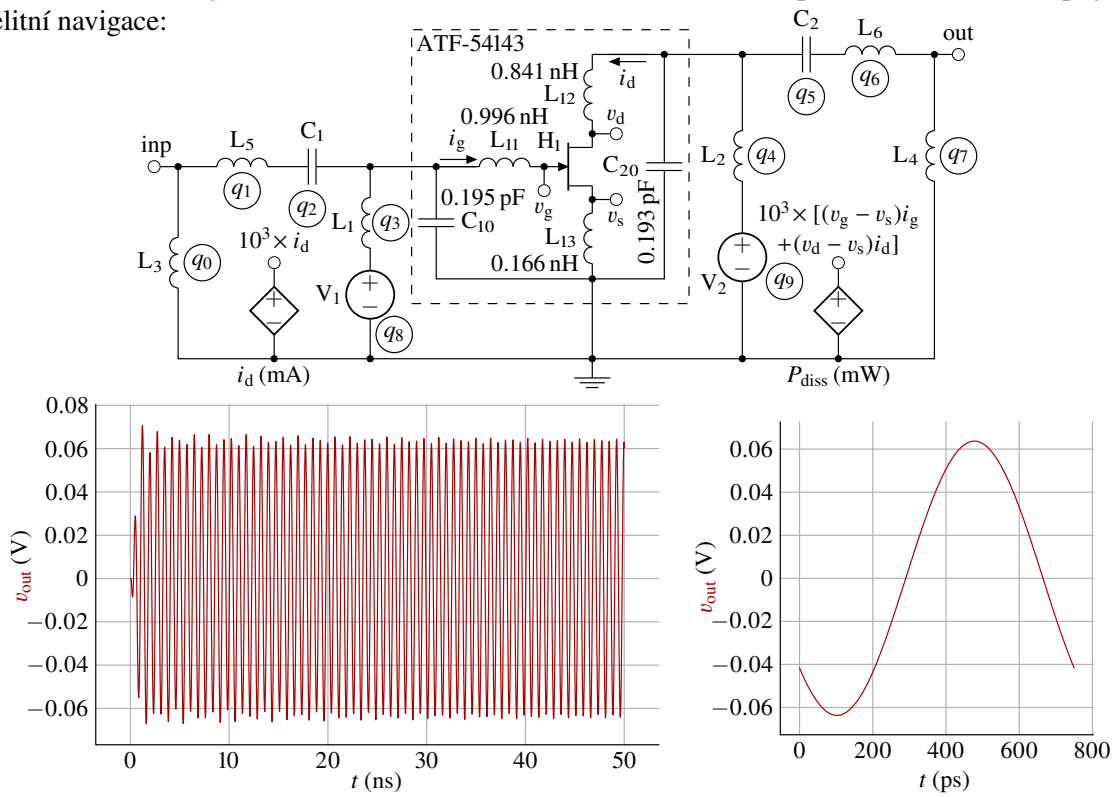 elitní navigace:
ATF-54143
C2
L6
out
q5
q6
0.841 nH
id
L12
vd
0.996 nH
L11
H1
ig
inp
L5
C1
q1
q2
0.195 pF
C10
vg
vs
C20
0.193 pF
L2
q4
L4
q7
L1
q3
L3
q0
10³ × id
L13
0.166 nH
10³ × [(vg − vs)ig
+(vd − vs)id]
V1
q8
V2
q9
id (mA)
Pdiss (mW)
0.08
0.06
0.04
0.02
0
−0.02
−0.04
−0.06
vout (V)
0
10
20
30
40
50
t (ns)
0.06
0.04
0.02
0
−0.02
−0.04
−0.06
vout (V)
0
200
400
600
800
t (ps)